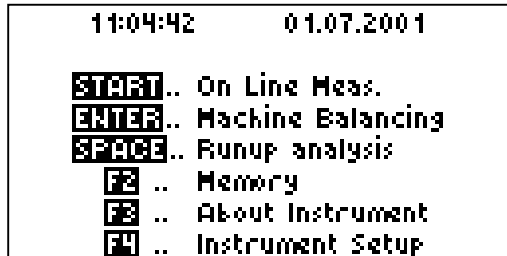 11:04:42 01.07.2001
START.. On Line Meas.
ENTER.. Machine Balancing
SPACE.. Runup analysis
F2 .. Memory
F3 .. About Instrument
F4 .. Instrument Setup